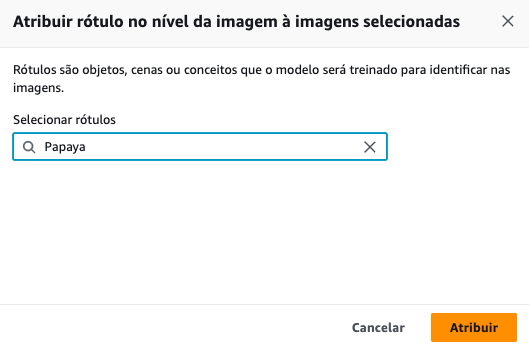 Atribuir rótulo no nível da imagem à imagens selecionadas
Rótulos são objetos, cenas ou conceitos que o modelo será treinado para identificar nas
imagens.
Selecionar rótulos
Papaya
Cancelar
Atribuir